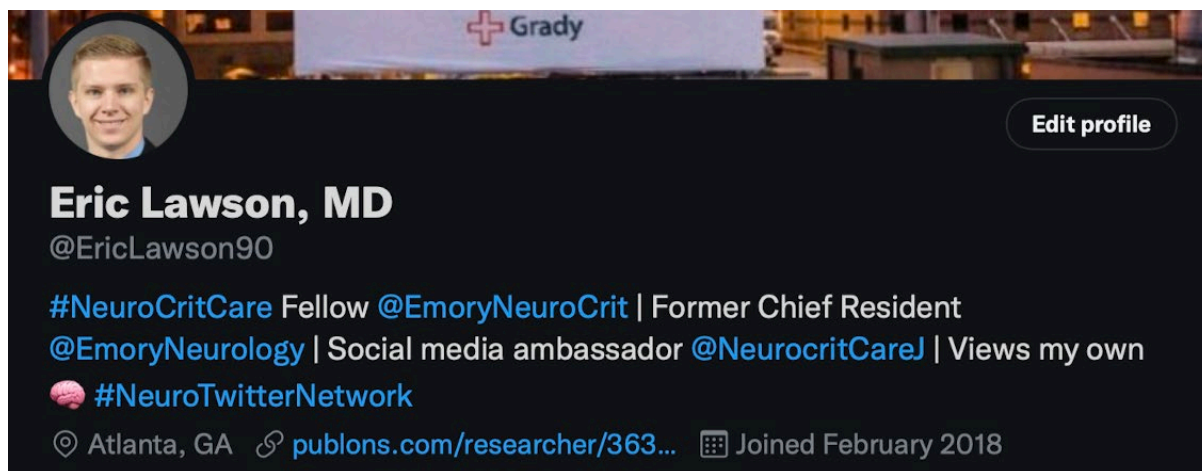 Grady
Edit profile
Eric Lawson, MD
@EricLawson90
#NeuroCritCare Fellow @EmoryNeuroCrit | Former Chief Resident
@EmoryNeurology | Social media ambassador @NeurocritCareJ | Views my own
🧠 #NeuroTwitterNetwork
Atlanta, GA publons.com/researcher/363... Joined February 2018